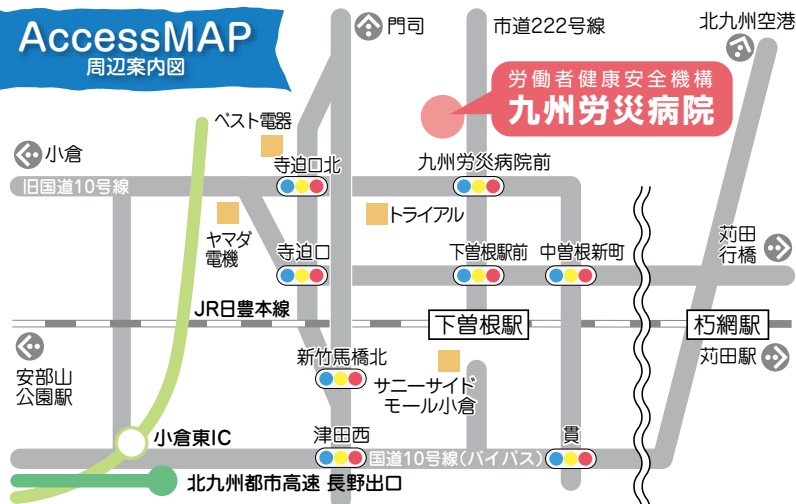 AccessMAP
周辺案内図
門司
市道222号線
北九州空港
労働者健康安全機構
九州労災病院
ベスト電器
小倉
寺迫口北
九州労災病院前
旧国道10号線
トライアル
ヤマダ
電機
寺迫口
下曽根駅前
中曽根新町
苅田
行橋
JR日豊本線
下曽根駅
朽網駅
安部山
公園駅
新竹馬橋北
サニーサイド
モール小倉
苅田駅
小倉東IC
津田西
国道10号線(バイパス)
貫
北九州都市高速 長野出口